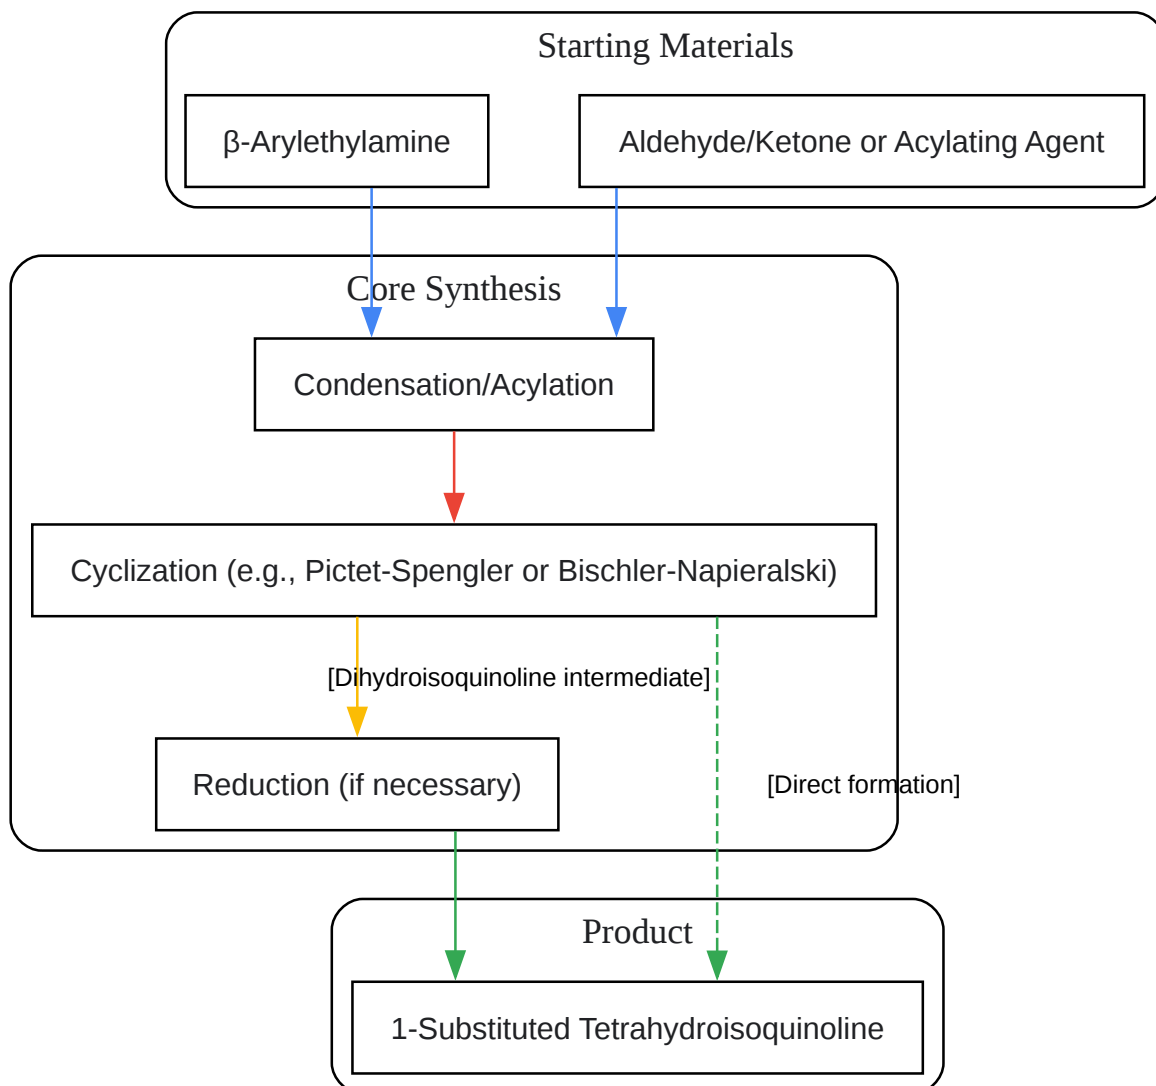 Starting Materials
β-Arylethylamine
Aldehyde/Ketone or Acylating Agent
Core Synthesis
Condensation/Acylation
Cyclization (e.g., Pictet-Spengler or Bischler-Napieralski)
[Dihydroisoquinoline intermediate]
Reduction (if necessary)
[Direct formation]
Product
1-Substituted Tetrahydroisoquinoline